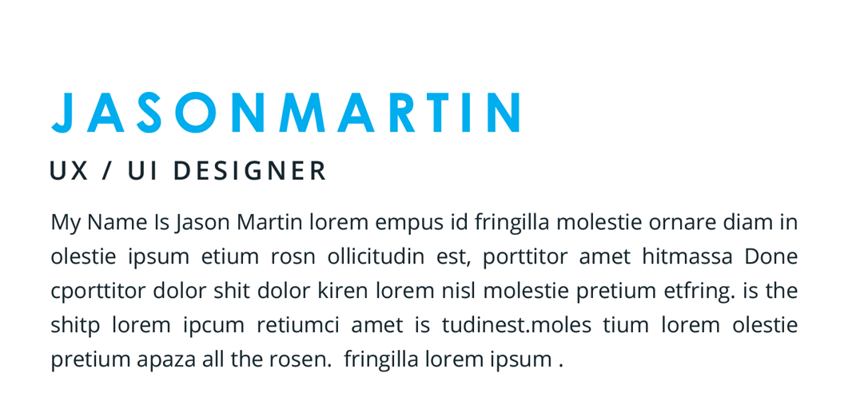 JASONMARTIN
UX / UI DESIGNER
My Name Is Jason Martin lorem empus id fringilla molestie ornare diam in
olestie ipsum etium rosn ollicitudin est, porttitor amet hitmassa Done
cporttitor dolor shit dolor kiren lorem nisl molestie pretium etfring. is the
shitp lorem ipcum retiumci amet is tudinest.moles tium lorem olestie
pretium apaza all the rosen.  fringilla lorem ipsum .